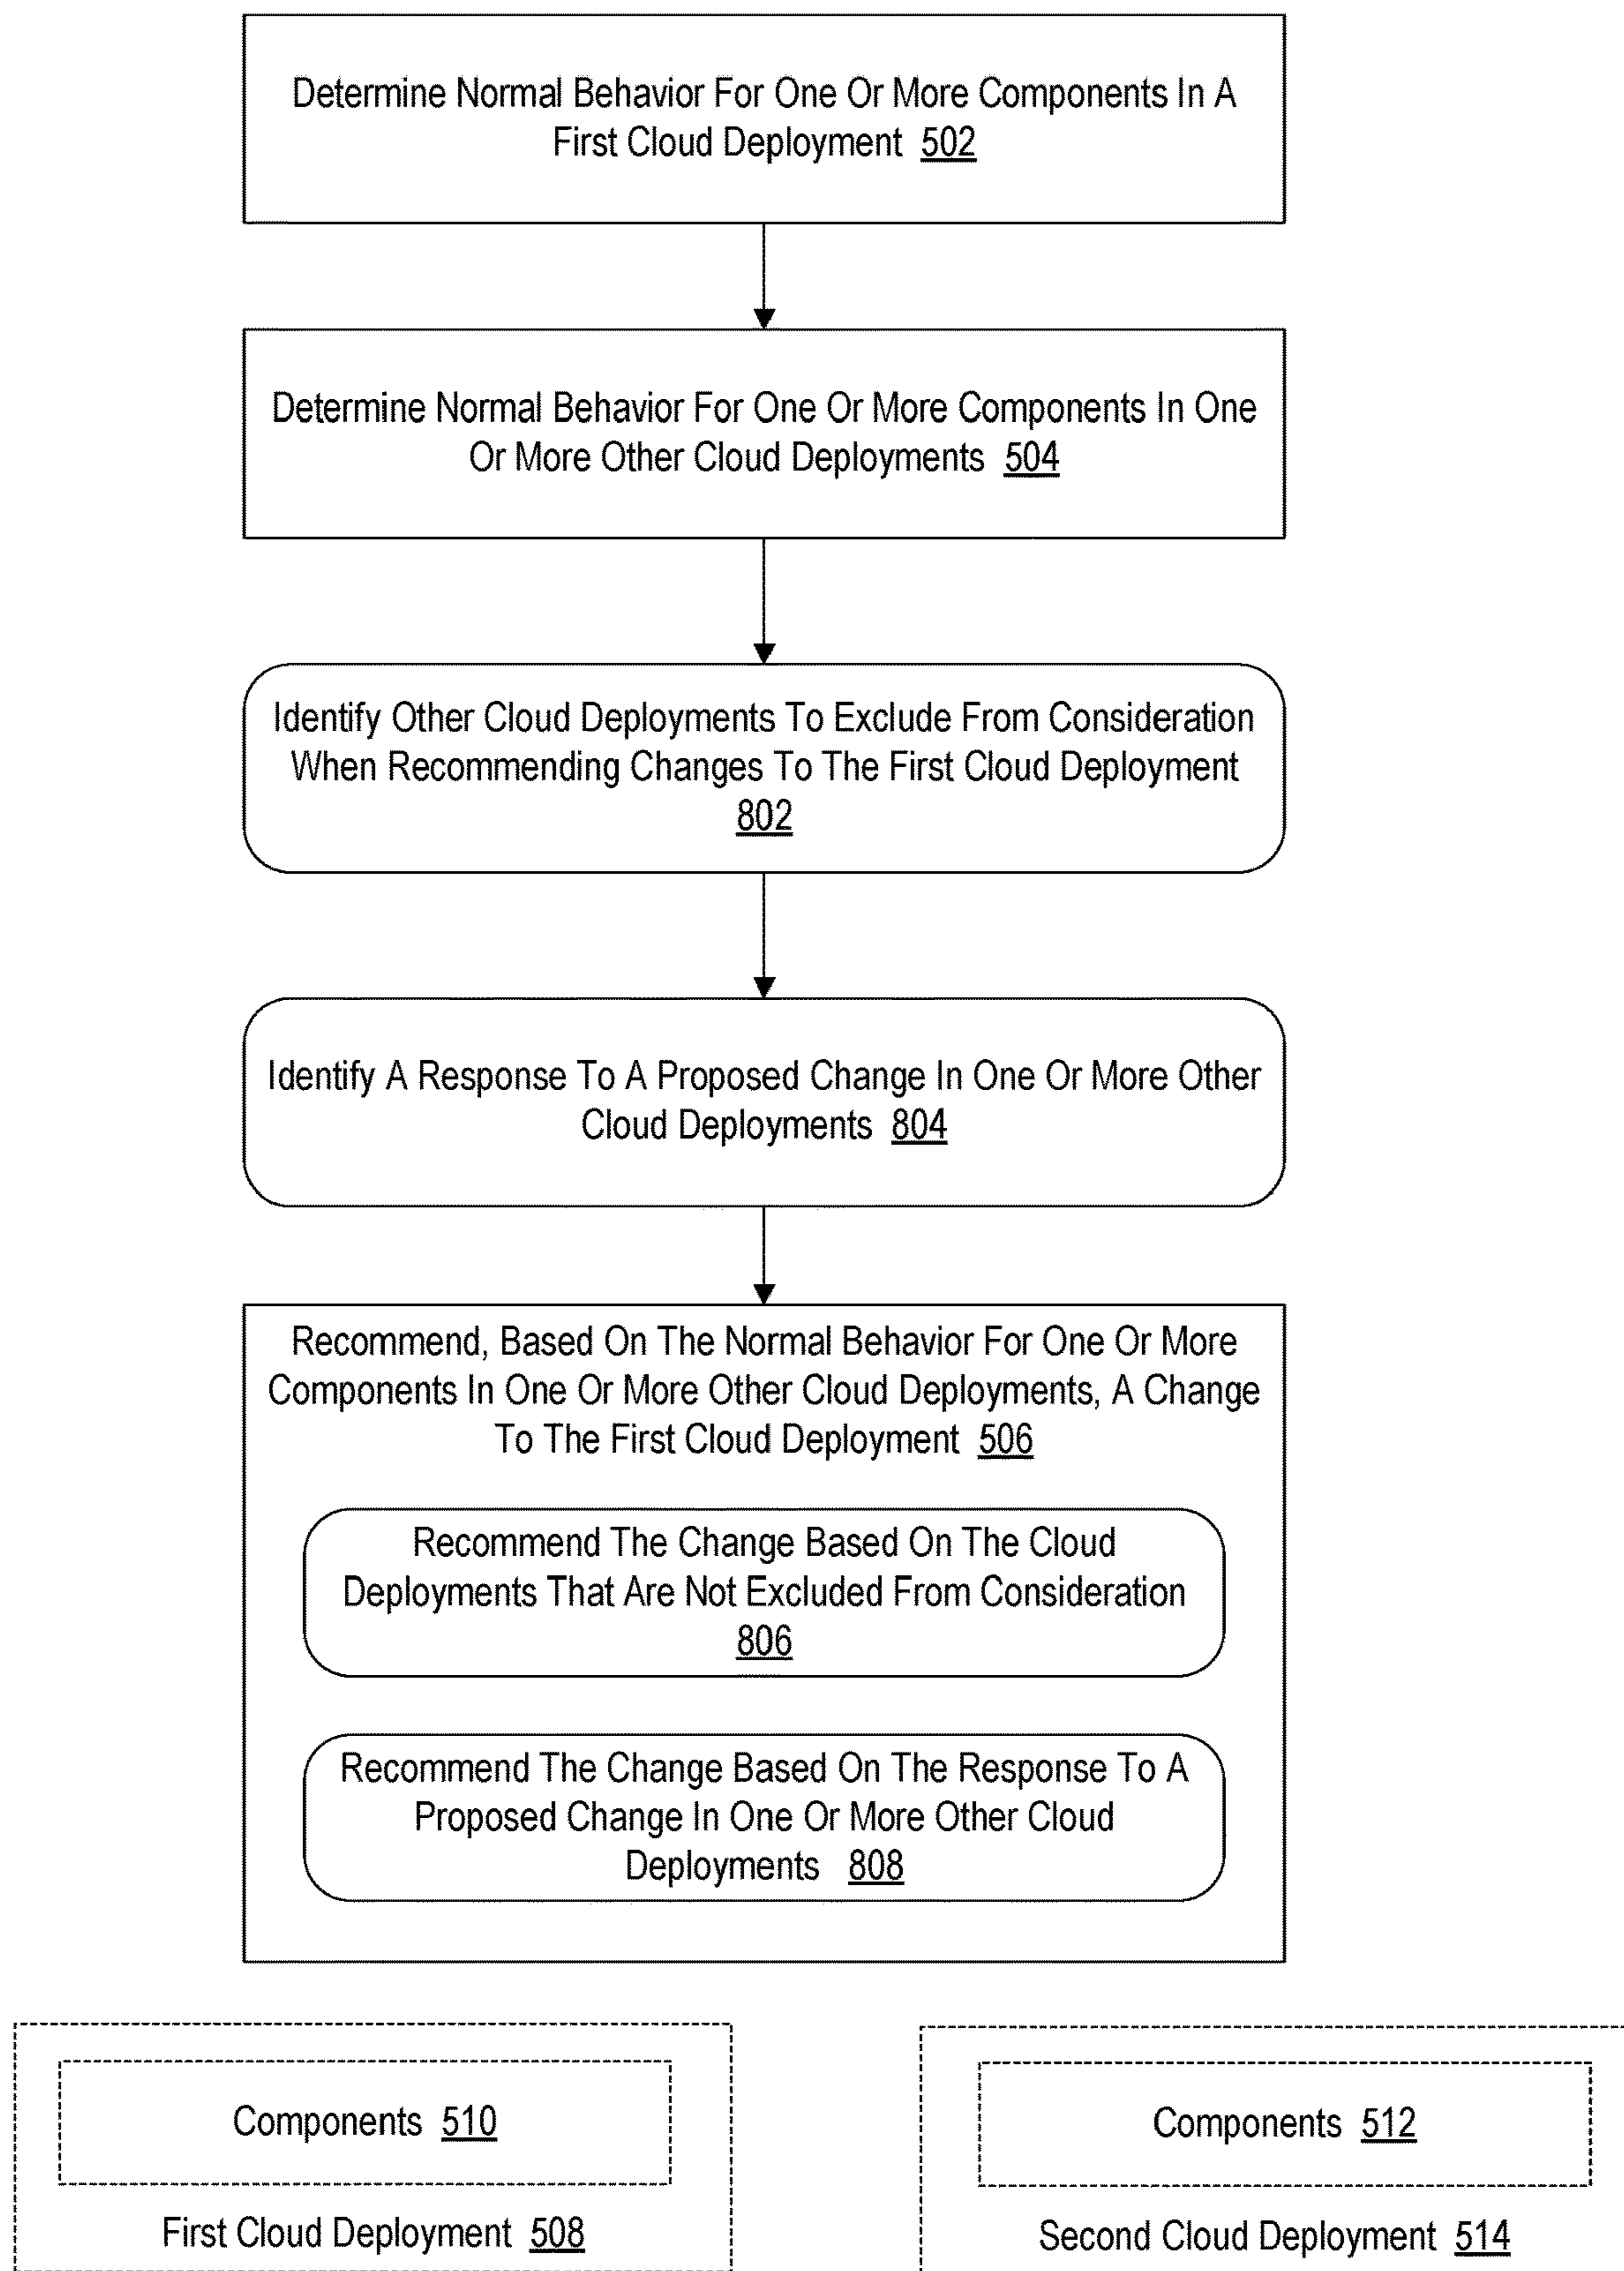 Determine Normal Behavior For One Or More Components In A
First Cloud Deployment 502
Determine Normal Behavior For One Or More Components In One
Or More Other Cloud Deployments 504
Identify Other Cloud Deployments To Exclude From Consideration
When Recommending Changes To The First Cloud Deployment
802
Identify A Response To A Proposed Change In One Or More Other
Cloud Deployments 804
Recommend, Based On The Normal Behavior For One Or More
Components In One Or More Other Cloud Deployments, A Change
To The First Cloud Deployment 506
Recommend The Change Based On The Cloud
Deployments That Are Not Excluded From Consideration
806
Recommend The Change Based On The Response To A
Proposed Change In One Or More Other Cloud
Deployments 808
Components 510
First Cloud Deployment 508
Components 512
Second Cloud Deployment 514